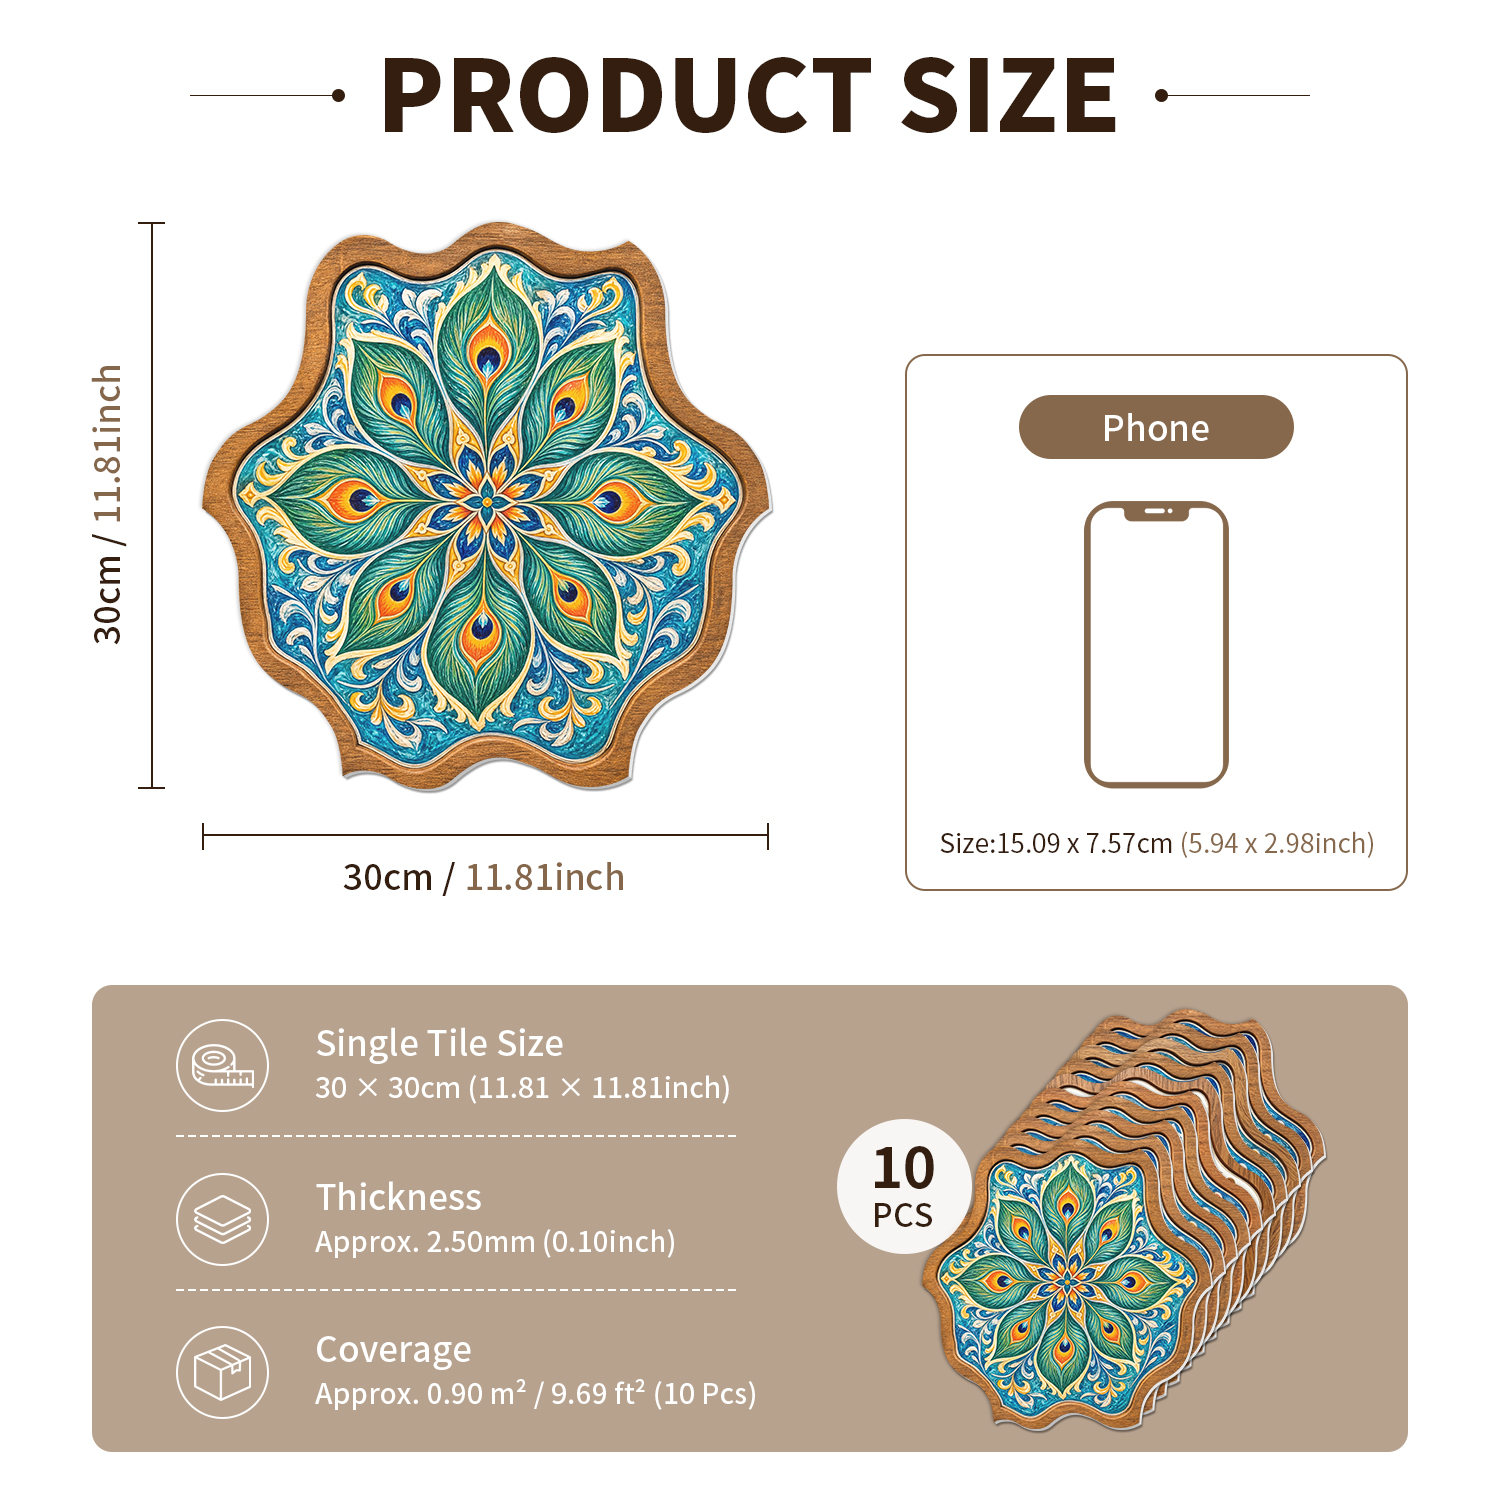 PRODUCT SIZE
30cm / 11.81inch
30cm / 11.81inch
Phone
Size:15.09 x 7.57cm (5.94 x 2.98inch)
Single Tile Size
30 × 30cm (11.81 × 11.81inch)
Thickness
Approx. 2.50mm (0.10inch)
Coverage
Approx. 0.90 m² / 9.69 ft² (10 Pcs)
10
PCS